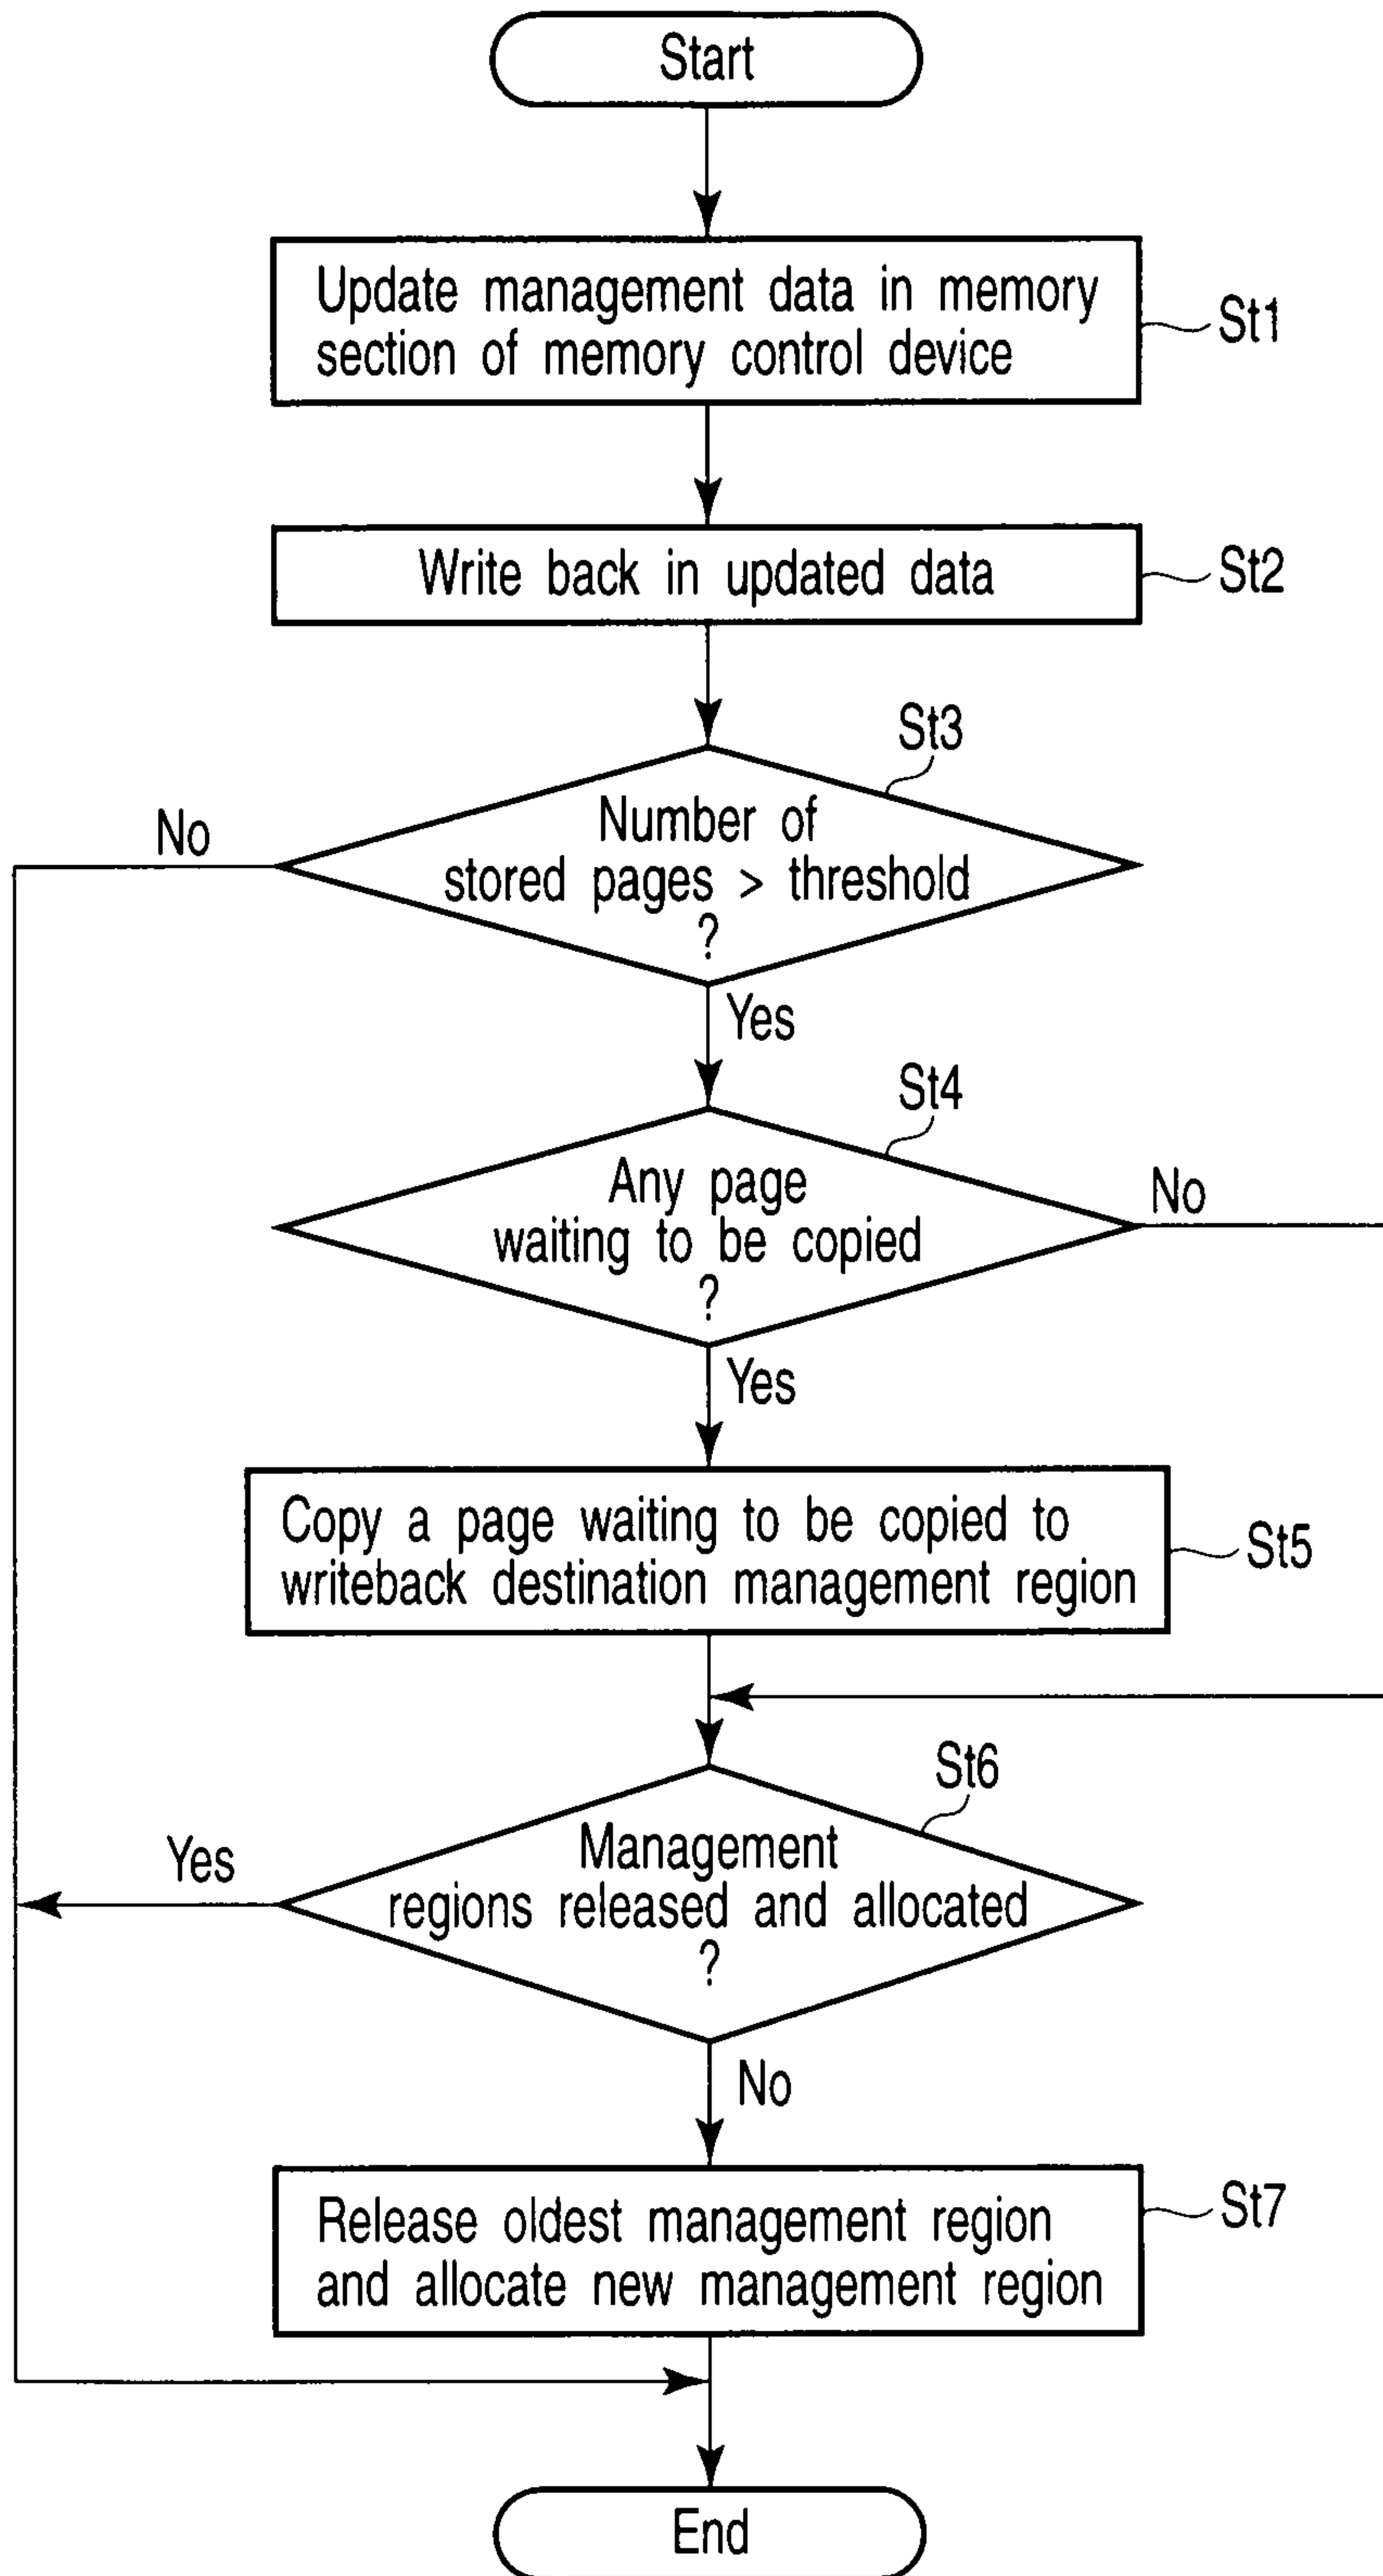 Start
Update management data in memory
section of memory control device
St1
Write back in updated data
St2
St3
No
Number of
stored pages > threshold
?
Yes
St4
Any page
waiting to be copied
?
No
Yes
Copy a page waiting to be copied to
writeback destination management region
St5
St6
Yes
Management
regions released and allocated
?
No
Release oldest management region
and allocate new management region
St7
End